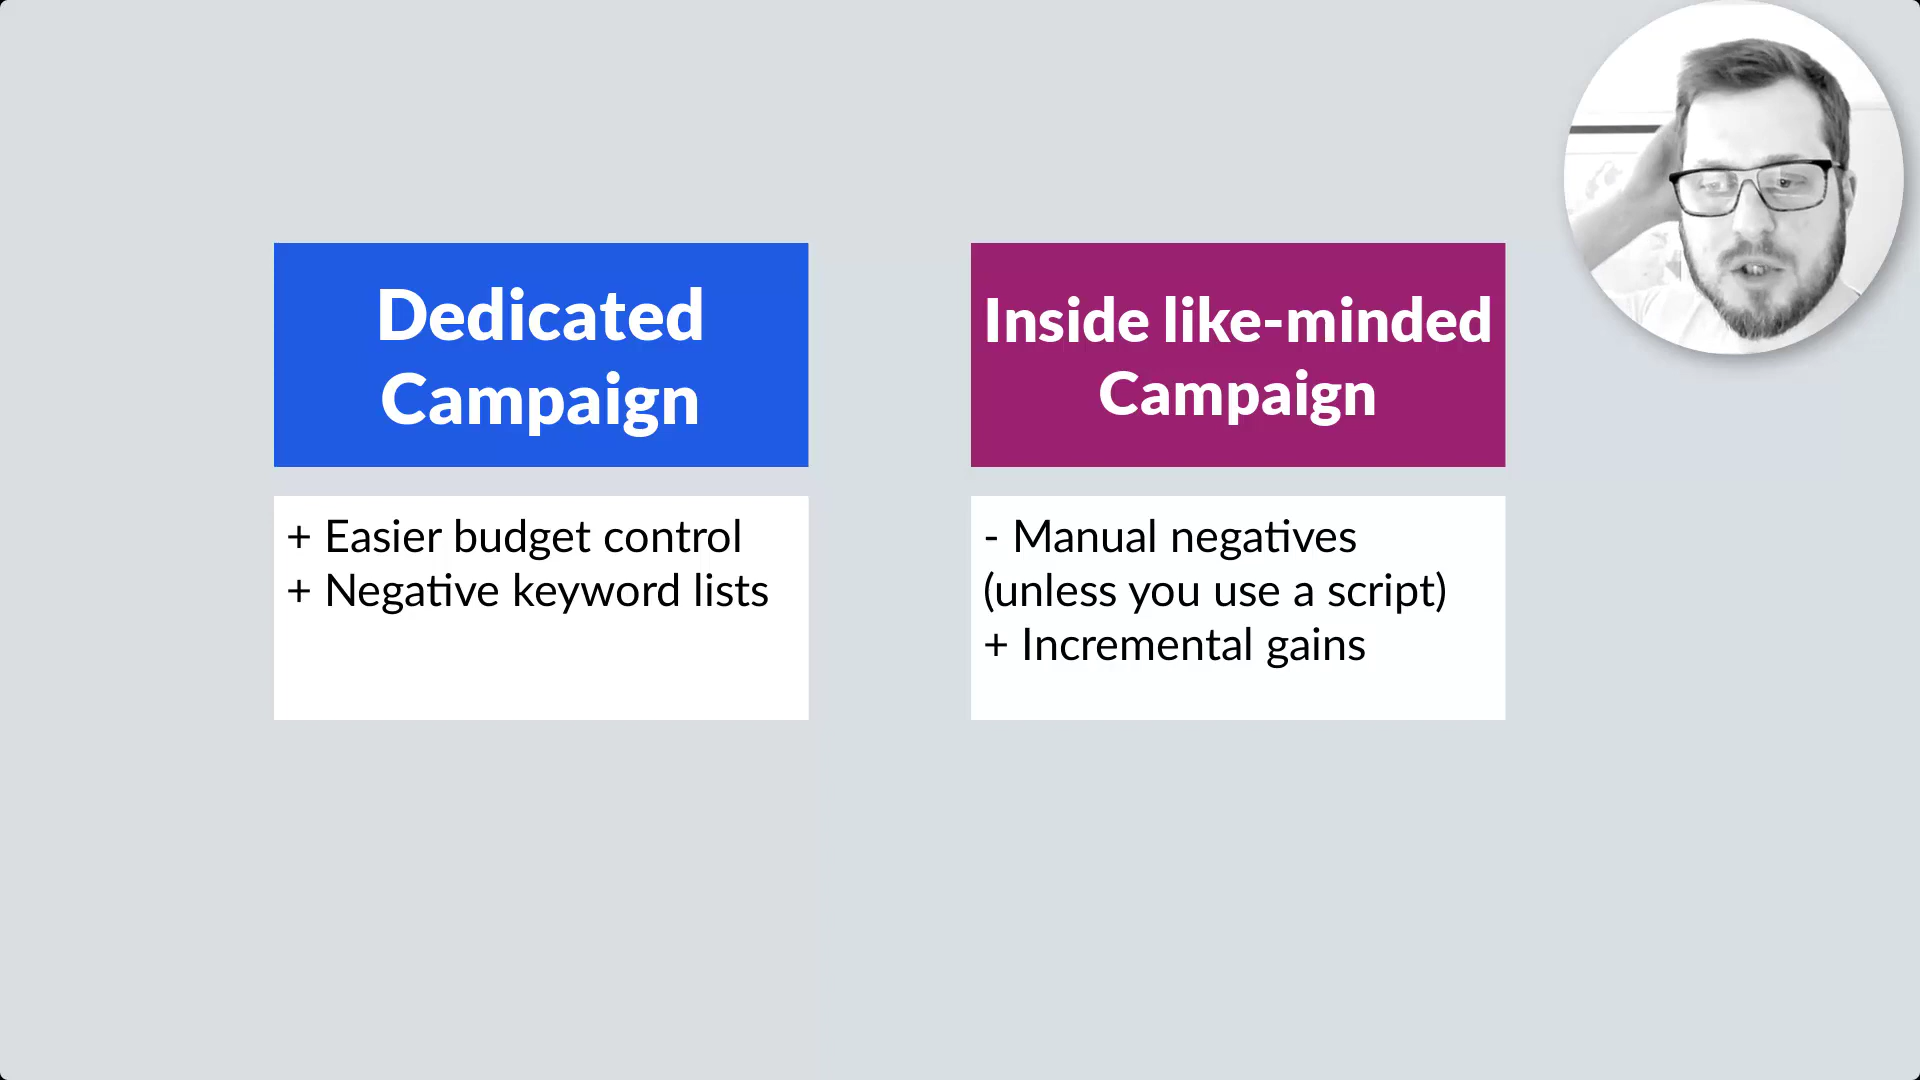 Dedicated
Campaign
+ Easier budget control
+ Negative keyword lists
Inside like-minded
Campaign
- Manual negatives
(unless you use a script)
+ Incremental gains